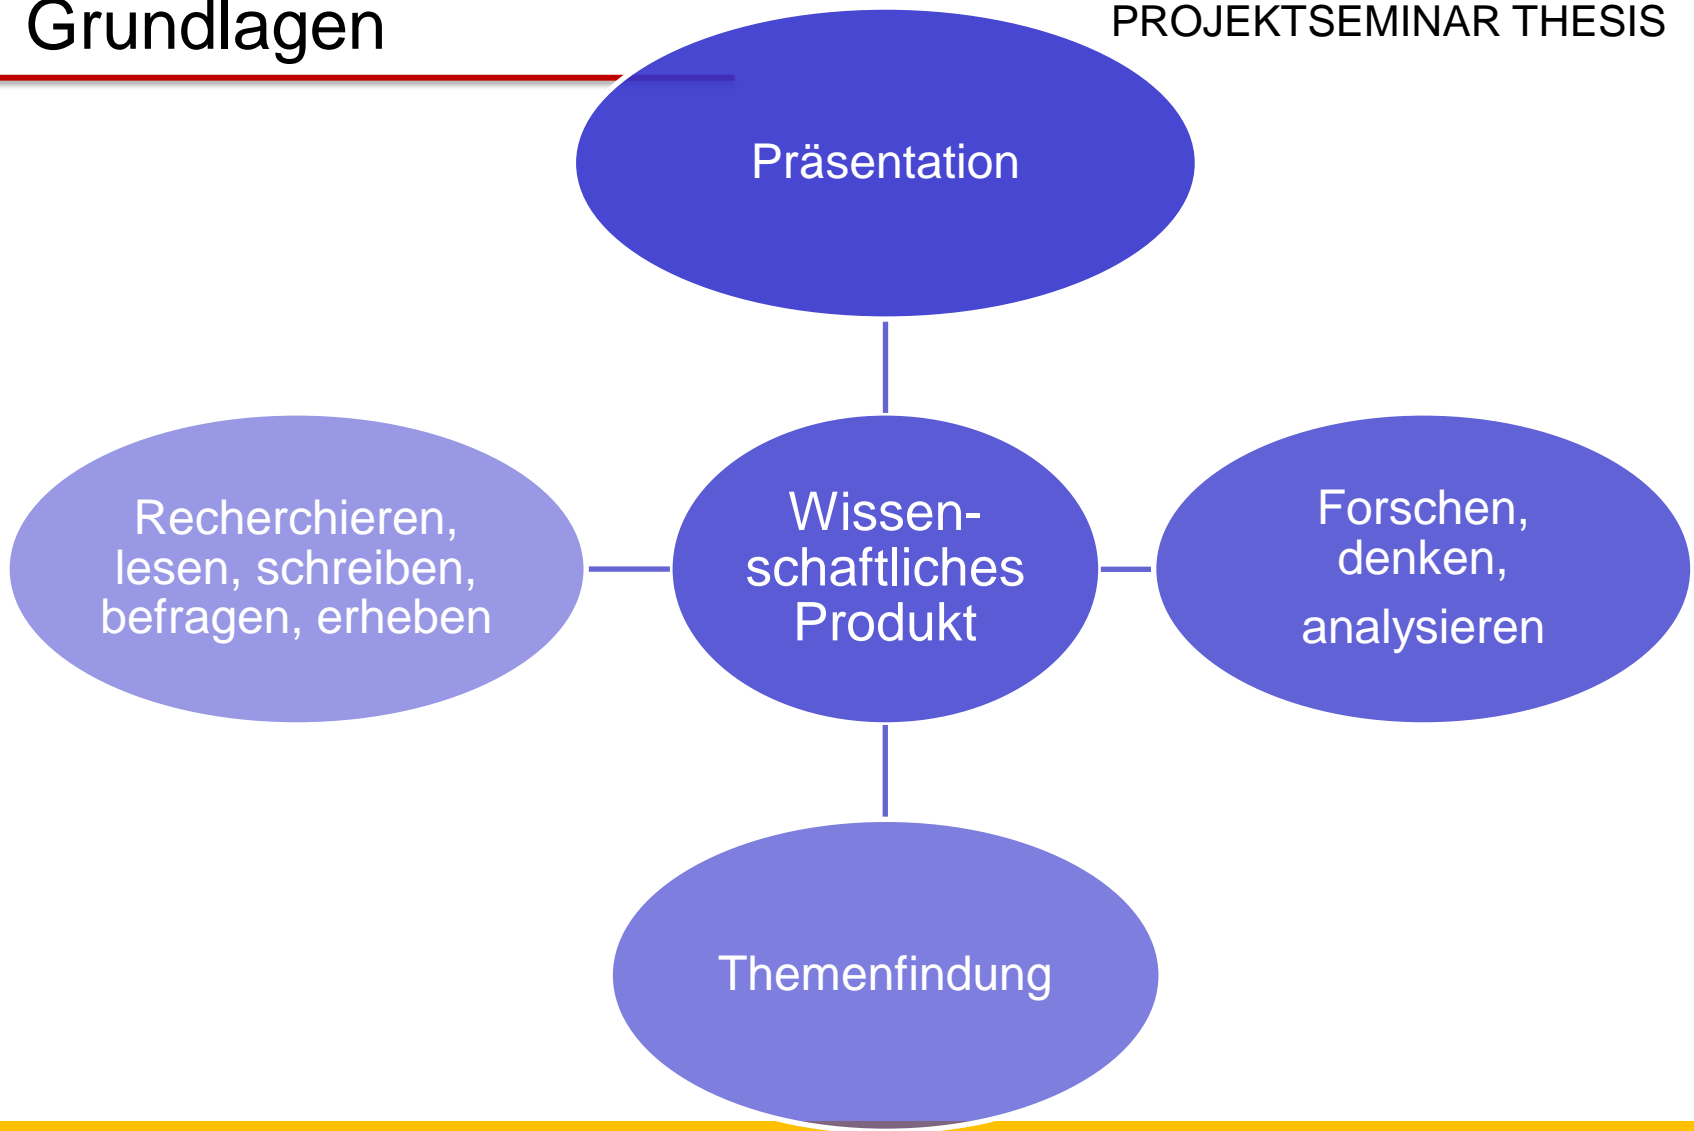 Grundlagen
PROJEKTSEMINAR THESIS
Präsentation
Recherchieren,
lesen, schreiben,
befragen, erheben
Wissen-
schaftliches
Produkt
Forschen,
denken,
analysieren
Themenfindung